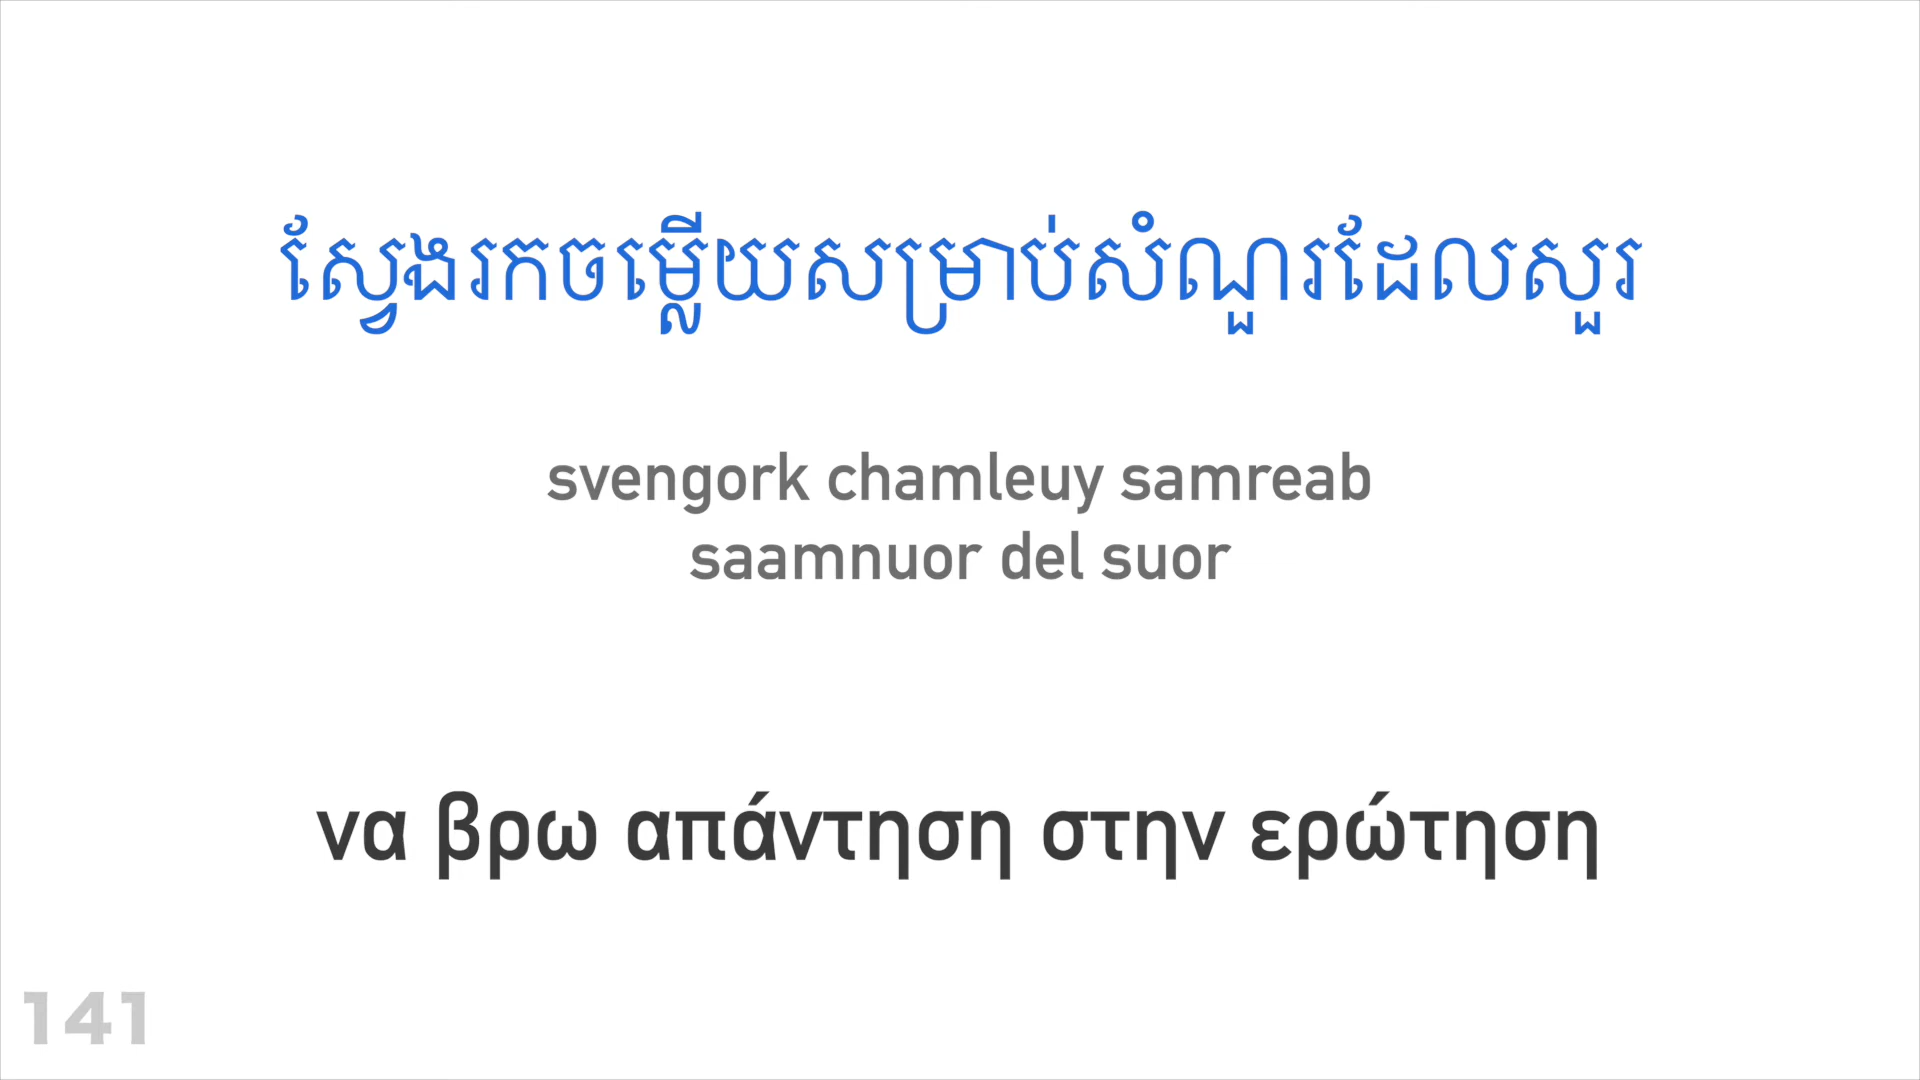 ស្វែងរកចម្លើយសម្រាប់សំណួរដែលសួរ
svengork chamleuy samreab
saamnuor del suor
να βρω απάντηση στην ερώτηση
141